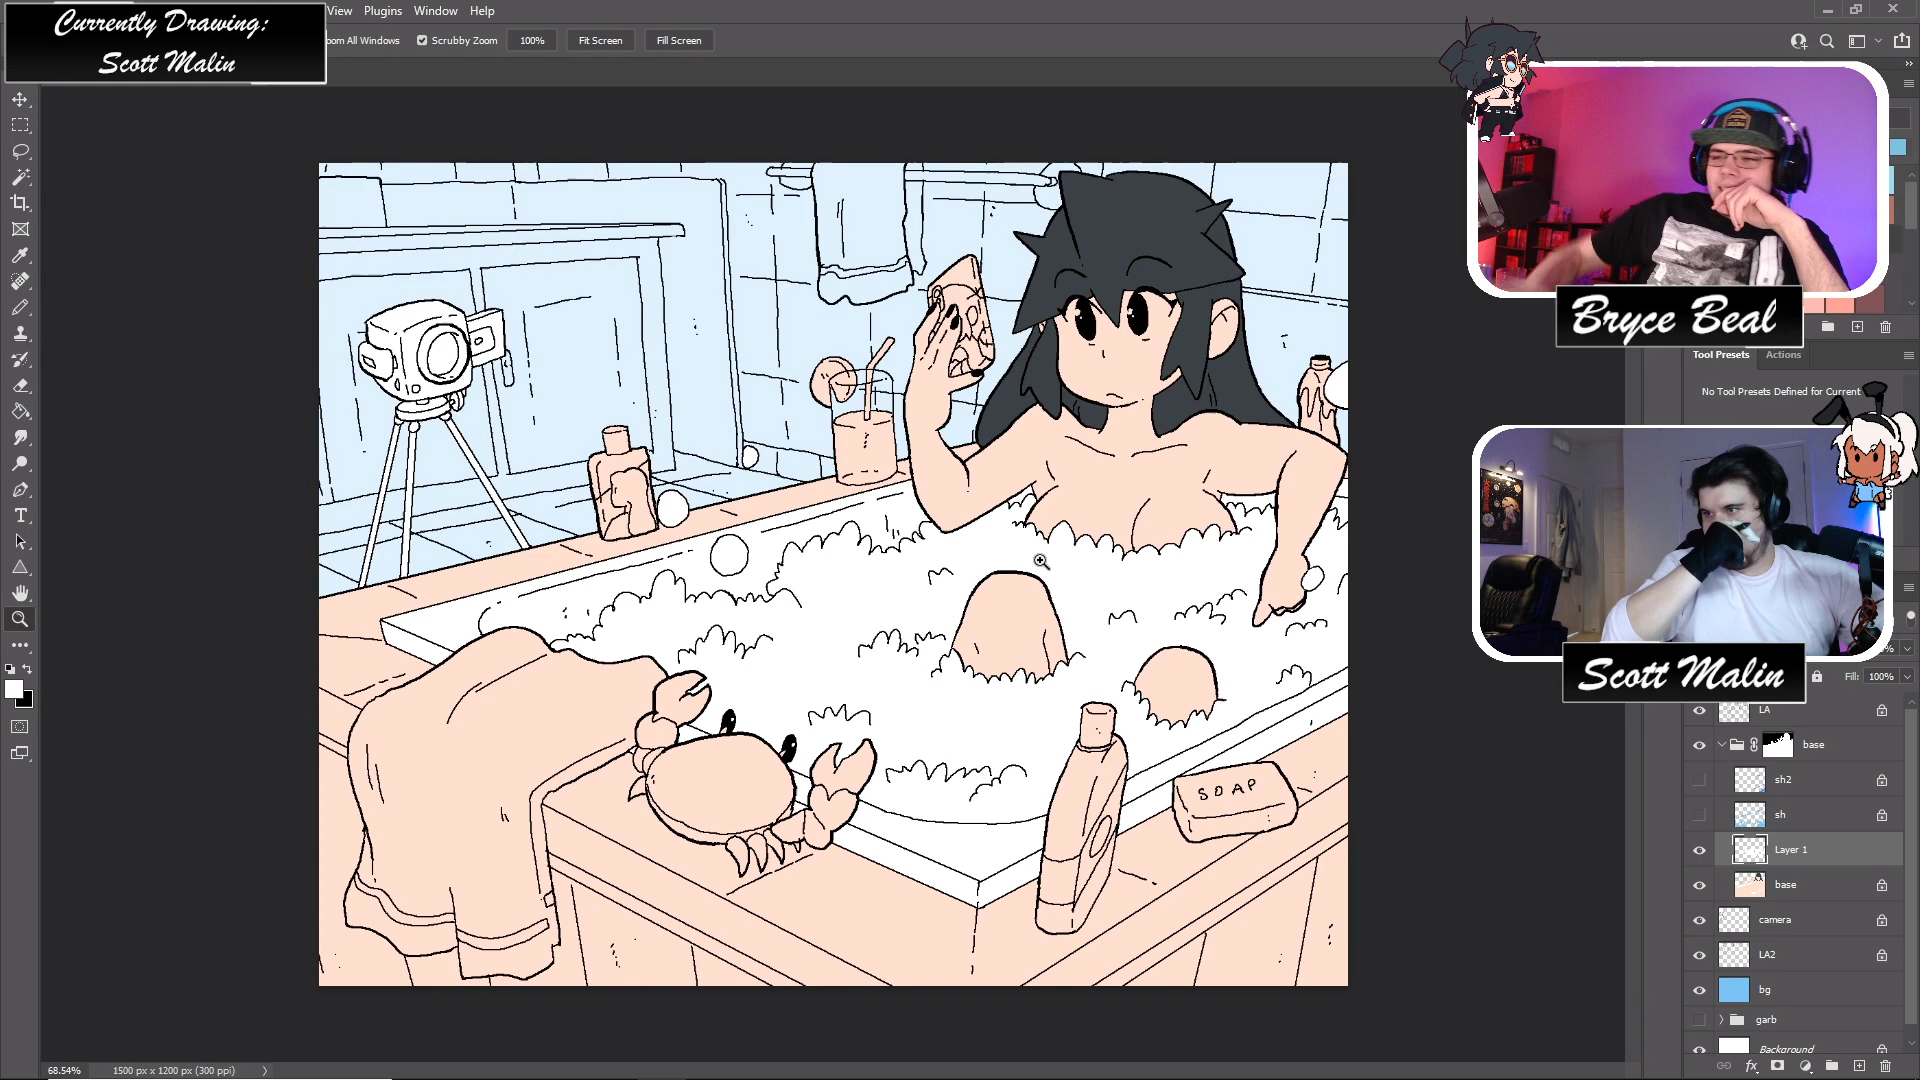 Currently Drawing:
Scott Malin
View Plugins Window Help
oom All Windows Scrubby Zoom 100% Fit Screen Fill Screen
Bryce Beal
Tool Presets Actions
No Tool Presets Defined for Current
Scott Malin
Fill: 100%
LA
base
sh2
sh
Layer 1
base
camera
LA2
bg
garb
Background
SOAP
68.54% 1500 px x 1200 px (300 ppi)
fx